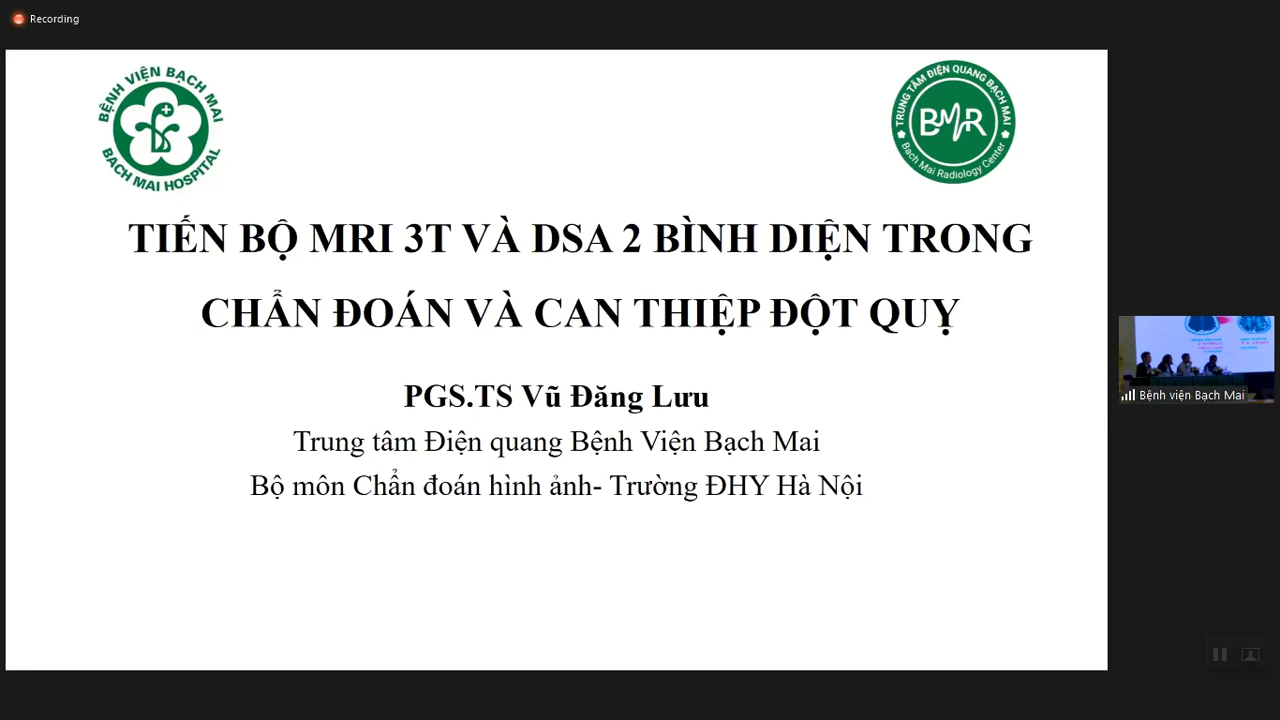 Recording
BỆNH VIỆN BẠCH MAI
BACH MAI HOSPITAL
TRUNG TÂM ĐIỆN QUANG BẠCH MAI
BMR
Bach Mai Radiology Center
TIẾN BỘ MRI 3T VÀ DSA 2 BÌNH DIỆN TRONG
CHẨN ĐOÁN VÀ CAN THIỆP ĐỘT QUỴ
PGS.TS Vũ Đăng Lưu
Trung tâm Điện quang Bệnh Viện Bạch Mai
Bộ môn Chẩn đoán hình ảnh- Trường ĐHY Hà Nội
Bệnh viện Bạch Mai